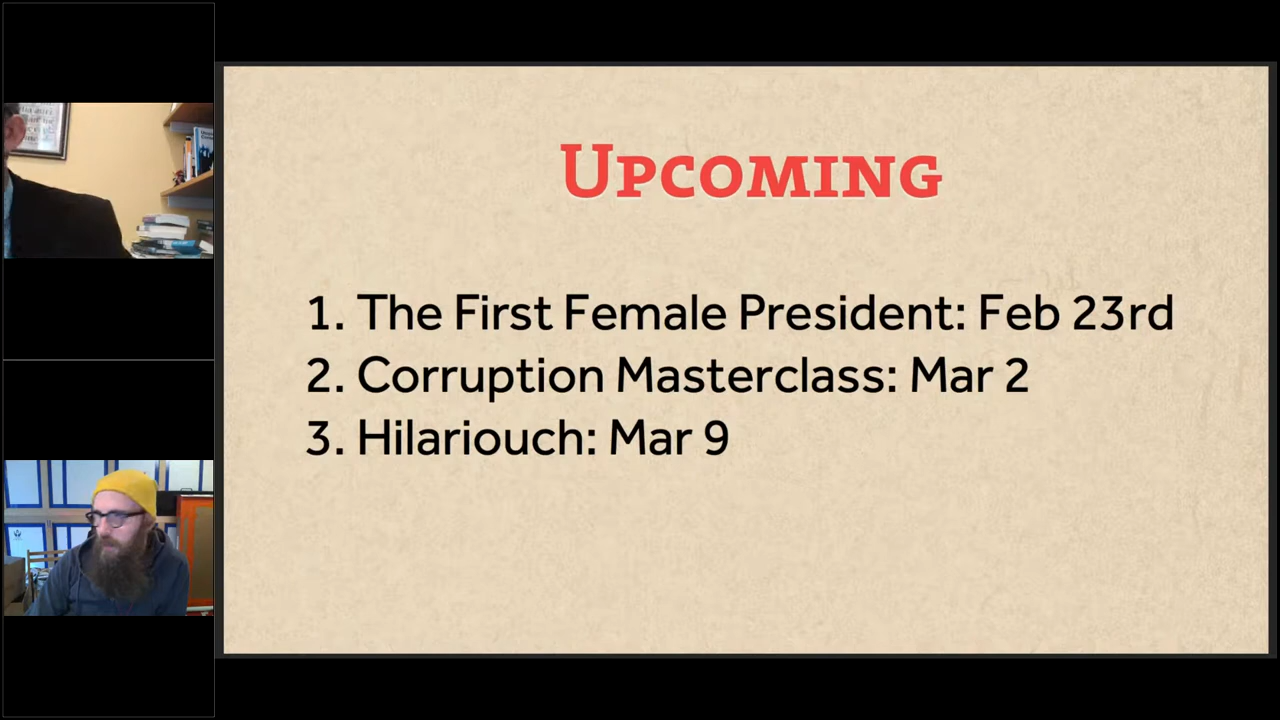 UPCOMING
1. The First Female President: Feb 23rd
2. Corruption Masterclass: Mar 2
3. Hilariouch: Mar 9